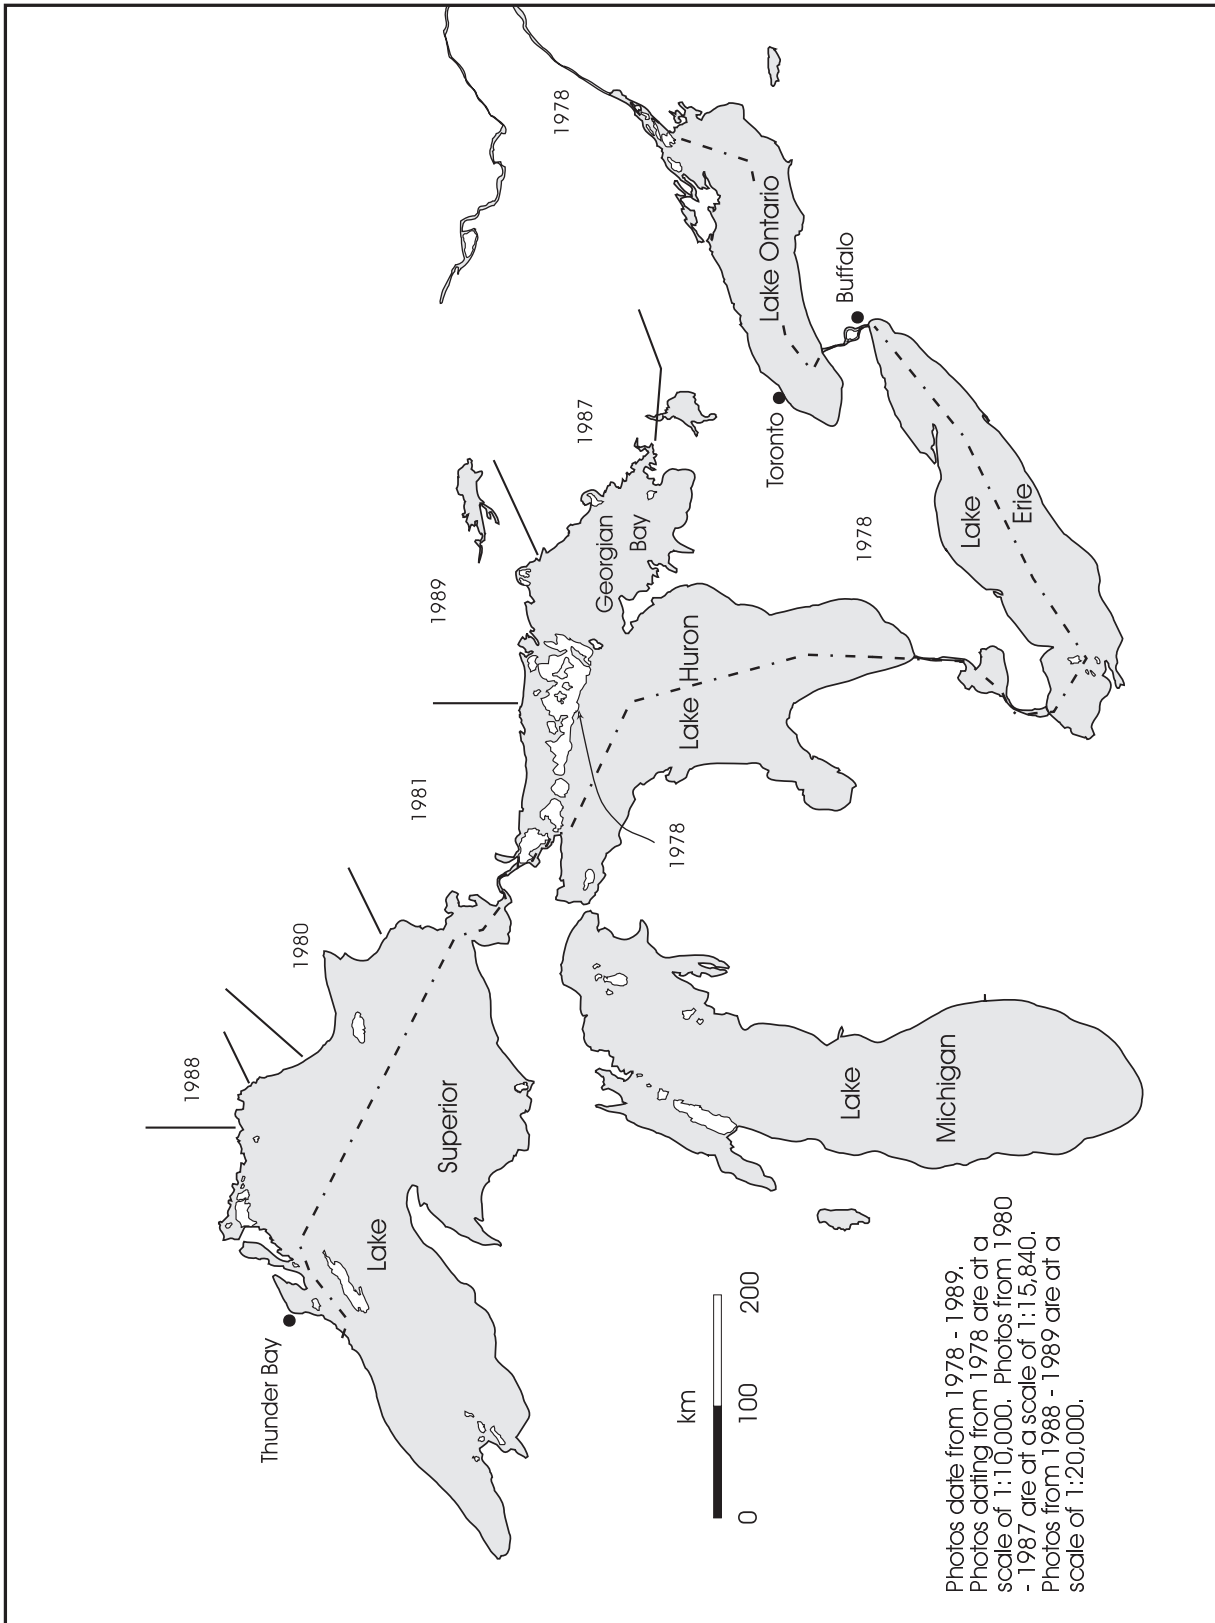 Thunder Bay
1988
1980
1981
1989
1987
1978
Lake
Superior
Georgian
Bay
Lake Huron
1978
1978
Toronto
Lake Ontario
Buffalo
Lake
Erie
Lake
Michigan
km
0 100 200
Photos date from 1978 - 1989.
Photos dating from 1978 are at a
scale of 1:10,000. Photos from 1980
- 1987 are at a scale of 1:15,840.
Photos from 1988 - 1989 are at a
scale of 1:20,000.